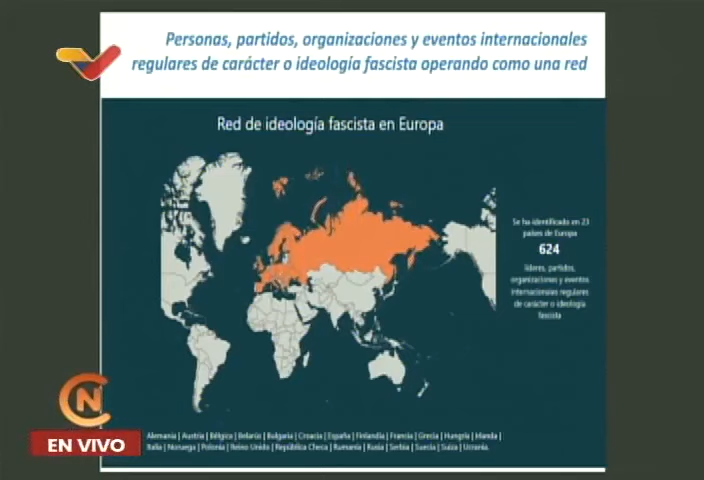 Personas, partidos, organizaciones y eventos internacionales
regulares de carácter o ideología fascista operando como una red
Red de ideología fascista en Europa
Se ha identificado en 23
países de Europa
624
líderes, partidos,
organizaciones y eventos
internacionales regulares
de carácter o ideología
fascista
CN
EN VIVO
Alemania | Austria | Bélgica | Belarús | Bulgaria | Croacia | España | Finlandia | Francia | Grecia | Hungría | Irlanda |
Italia | Noruega | Polonia | Reino Unido | República Checa | Rumanía | Rusia | Serbia | Suecia | Suiza | Ucrania.